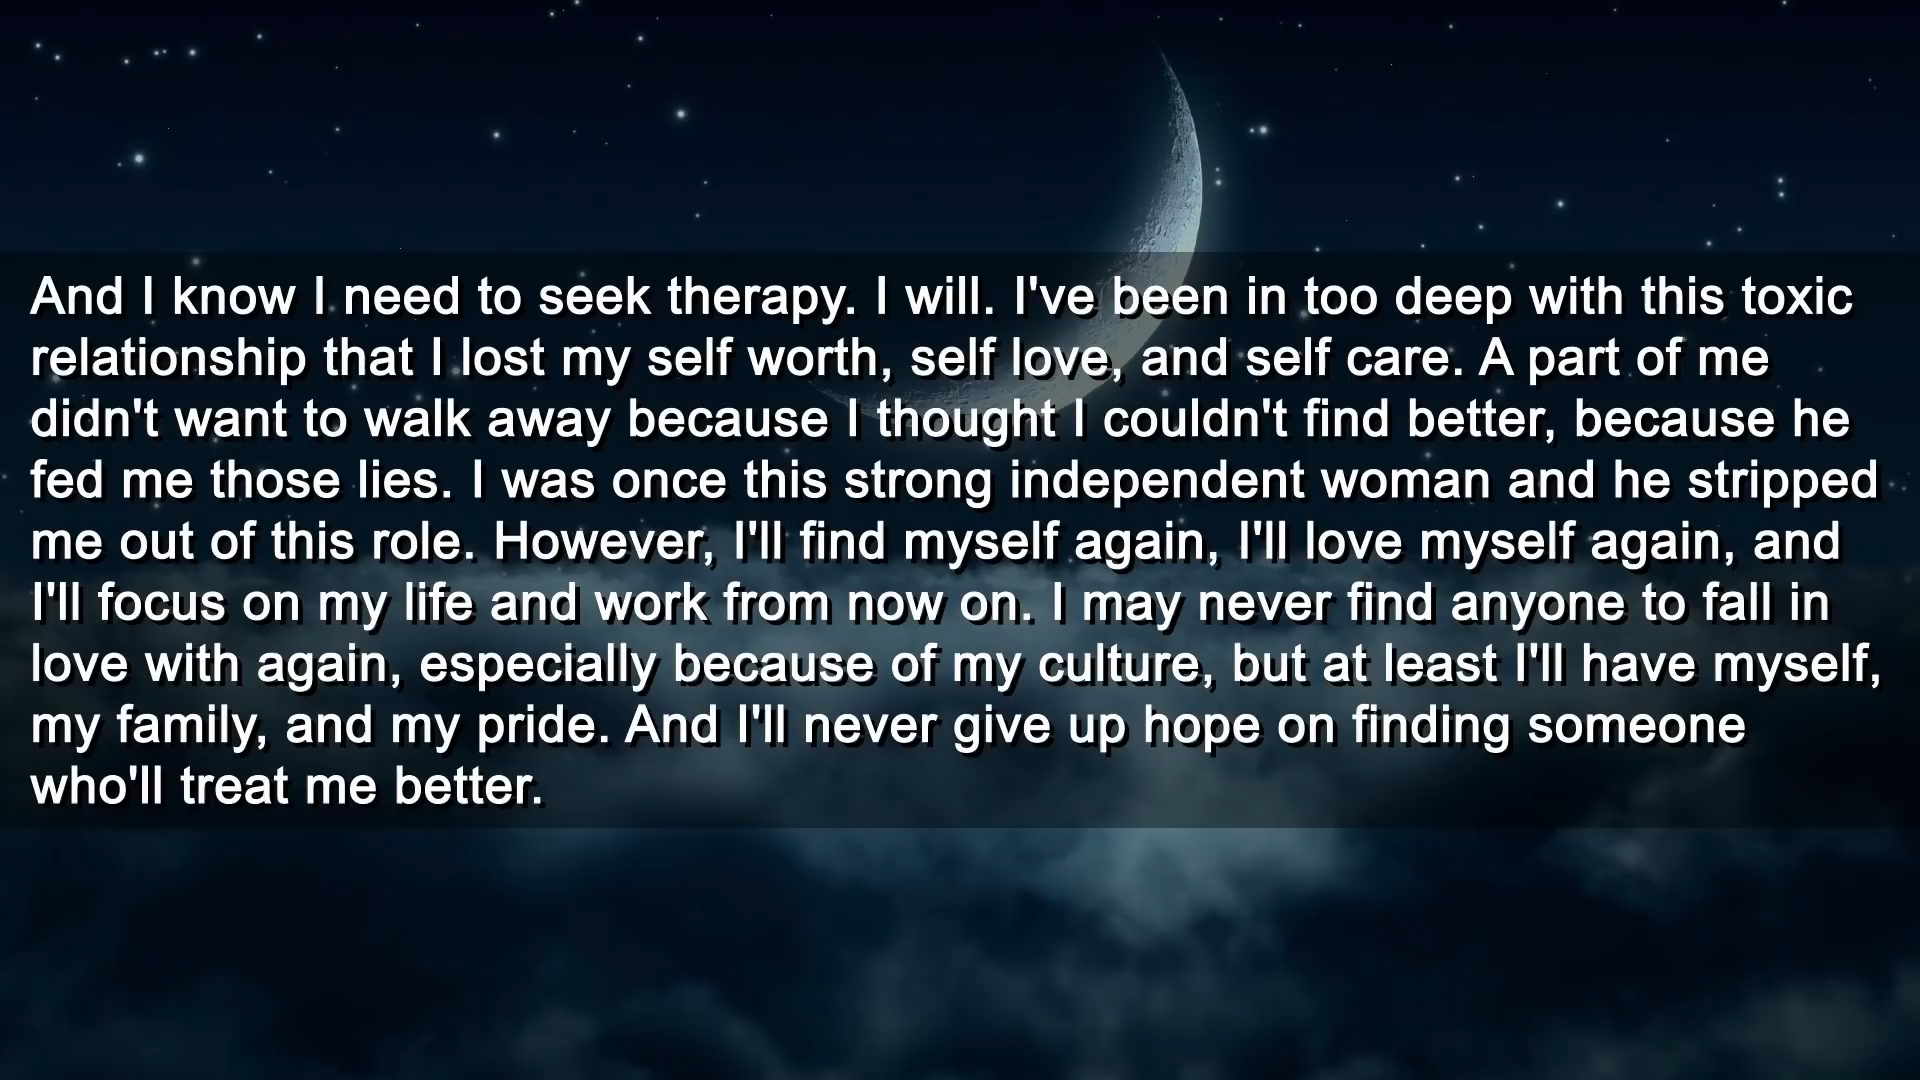 And I know I need to seek therapy. I will. I've been in too deep with this toxic
relationship that I lost my self worth, self love, and self care. A part of me
didn't want to walk away because I thought I couldn't find better, because he
fed me those lies. I was once this strong independent woman and he stripped
me out of this role. However, I'll find myself again, I'll love myself again, and
I'll focus on my life and work from now on. I may never find anyone to fall in
love with again, especially because of my culture, but at least I'll have myself,
my family, and my pride. And I'll never give up hope on finding someone
who'll treat me better.